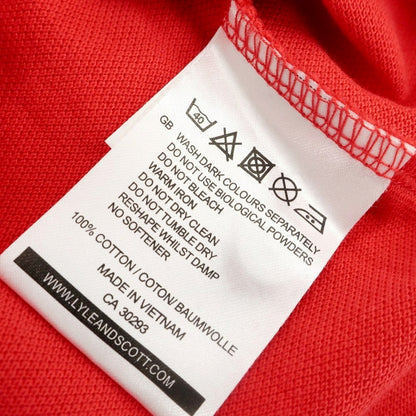 40
GB WASH DARK COLOURS SEPARATELY
DO NOT USE BIOLOGICAL POWDERS
DO NOT BLEACH
WARM IRON
DO NOT DRY CLEAN
DO NOT TUMBLE DRY
RESHAPE WHILST DAMP
NO SOFTENER
100% COTTON / COTON/ BAUMWOLLE
MADE IN VIETNAM
CA 30293
WWW.LYLEANDSCOTT.COM